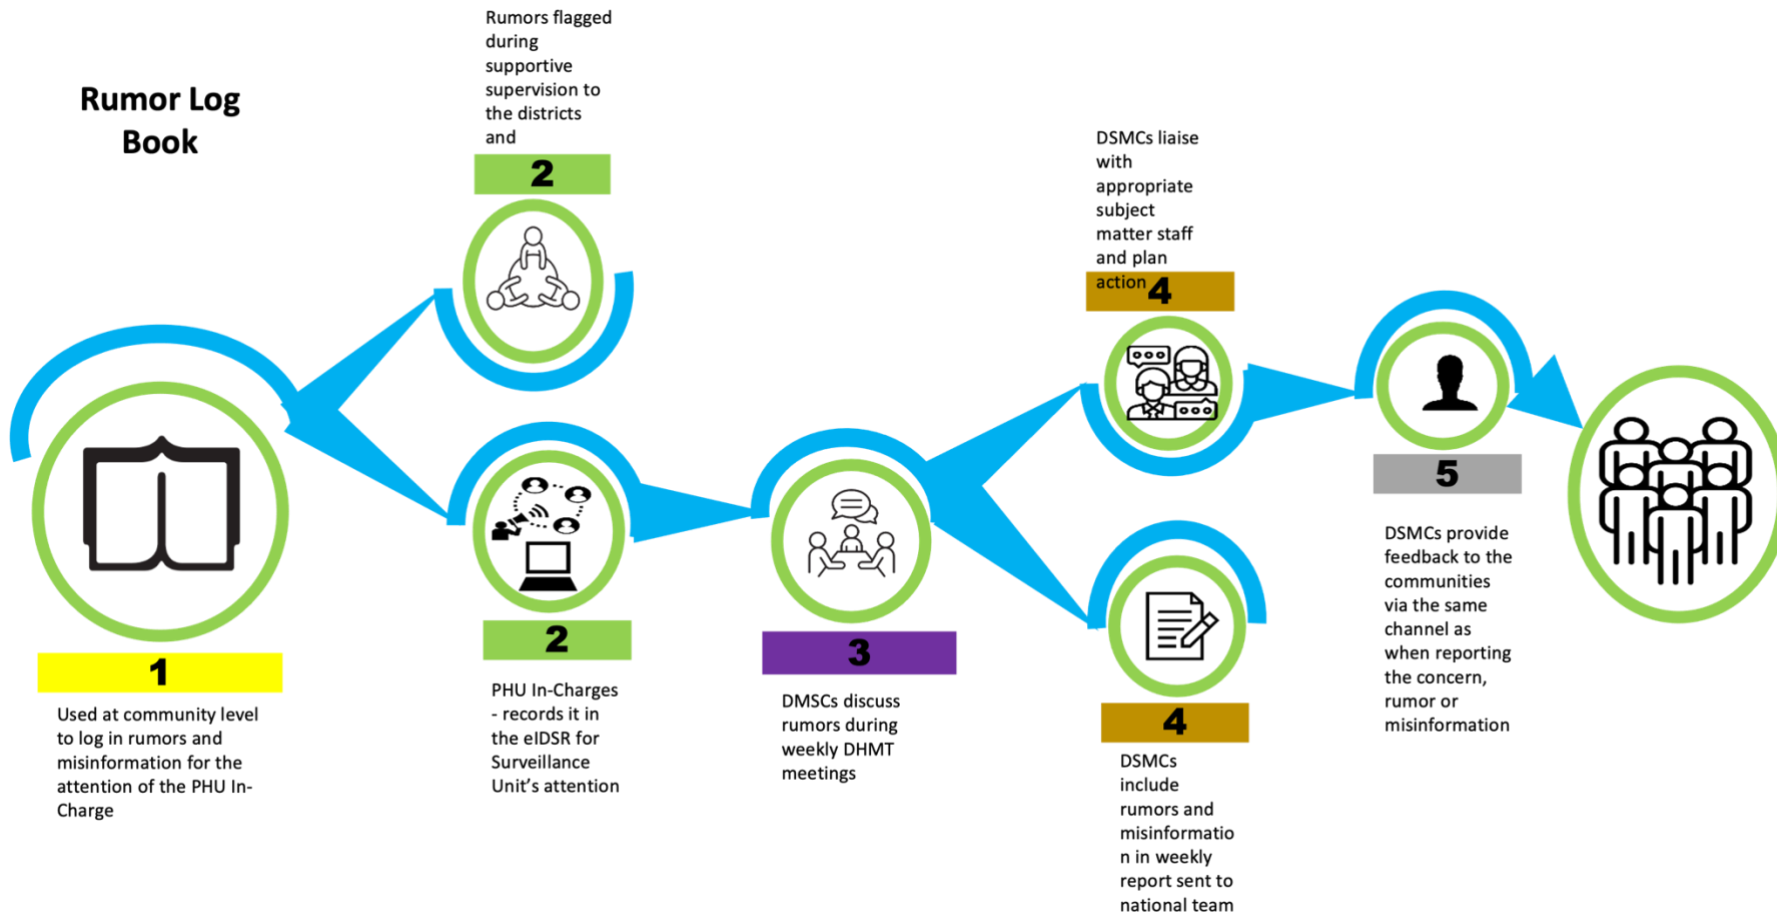 Rumor Log
Book
1
Used at community level
to log in rumors and
misinformation for the
attention of the PHU In-
Charge
Rumors flagged
during
supportive
supervision to
the districts and
2
2
PHU In-Charges
- records it in
the eIDSR for
Surveillance
Unit's attention
3
DMSCs discuss
rumors during
weekly DHMT
meetings
DSMCs liaise
with
appropriate
subject
matter staff
and plan
action
4
4
DSMCs
include
rumors and
misinformatio
n in weekly
report sent to
national team
5
DSMCs provide
feedback to the
communities
via the same
channel as
when reporting
the concern,
rumor or
misinformation